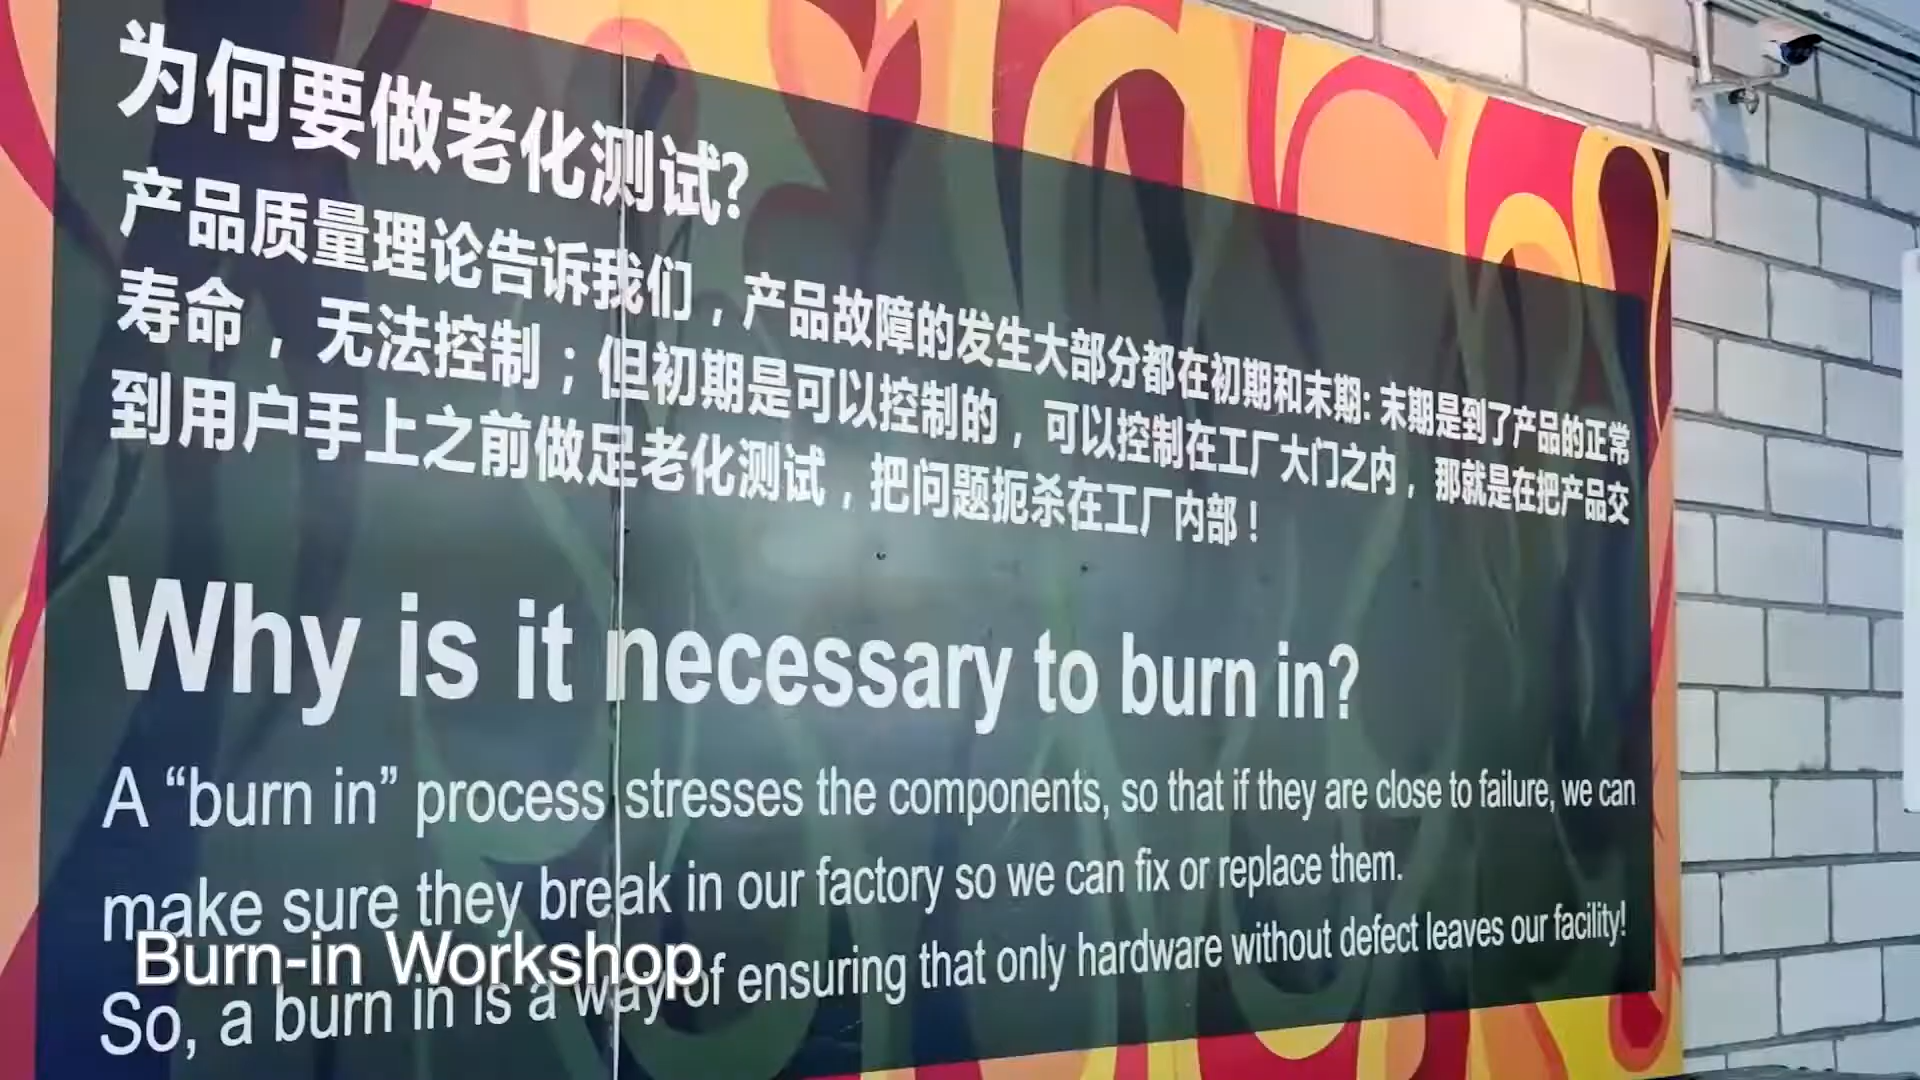 为何要做老化测试?
产品质量理论告诉我们，产品故障的发生大部分都在初期和末期: 末期是到了产品的正常
寿命，无法控制；但初期是可以控制的，可以控制在工厂大门之内，那就是在把产品交
到用户手上之前做足老化测试，把问题扼杀在工厂内部！
Why is it necessary to burn in?
A “burn in” process stresses the components, so that if they are close to failure, we can
make sure they break in our factory so we can fix or replace them.
So, a burn in is a way of ensuring that only hardware without defect leaves our facility!
Burn-in Workshop